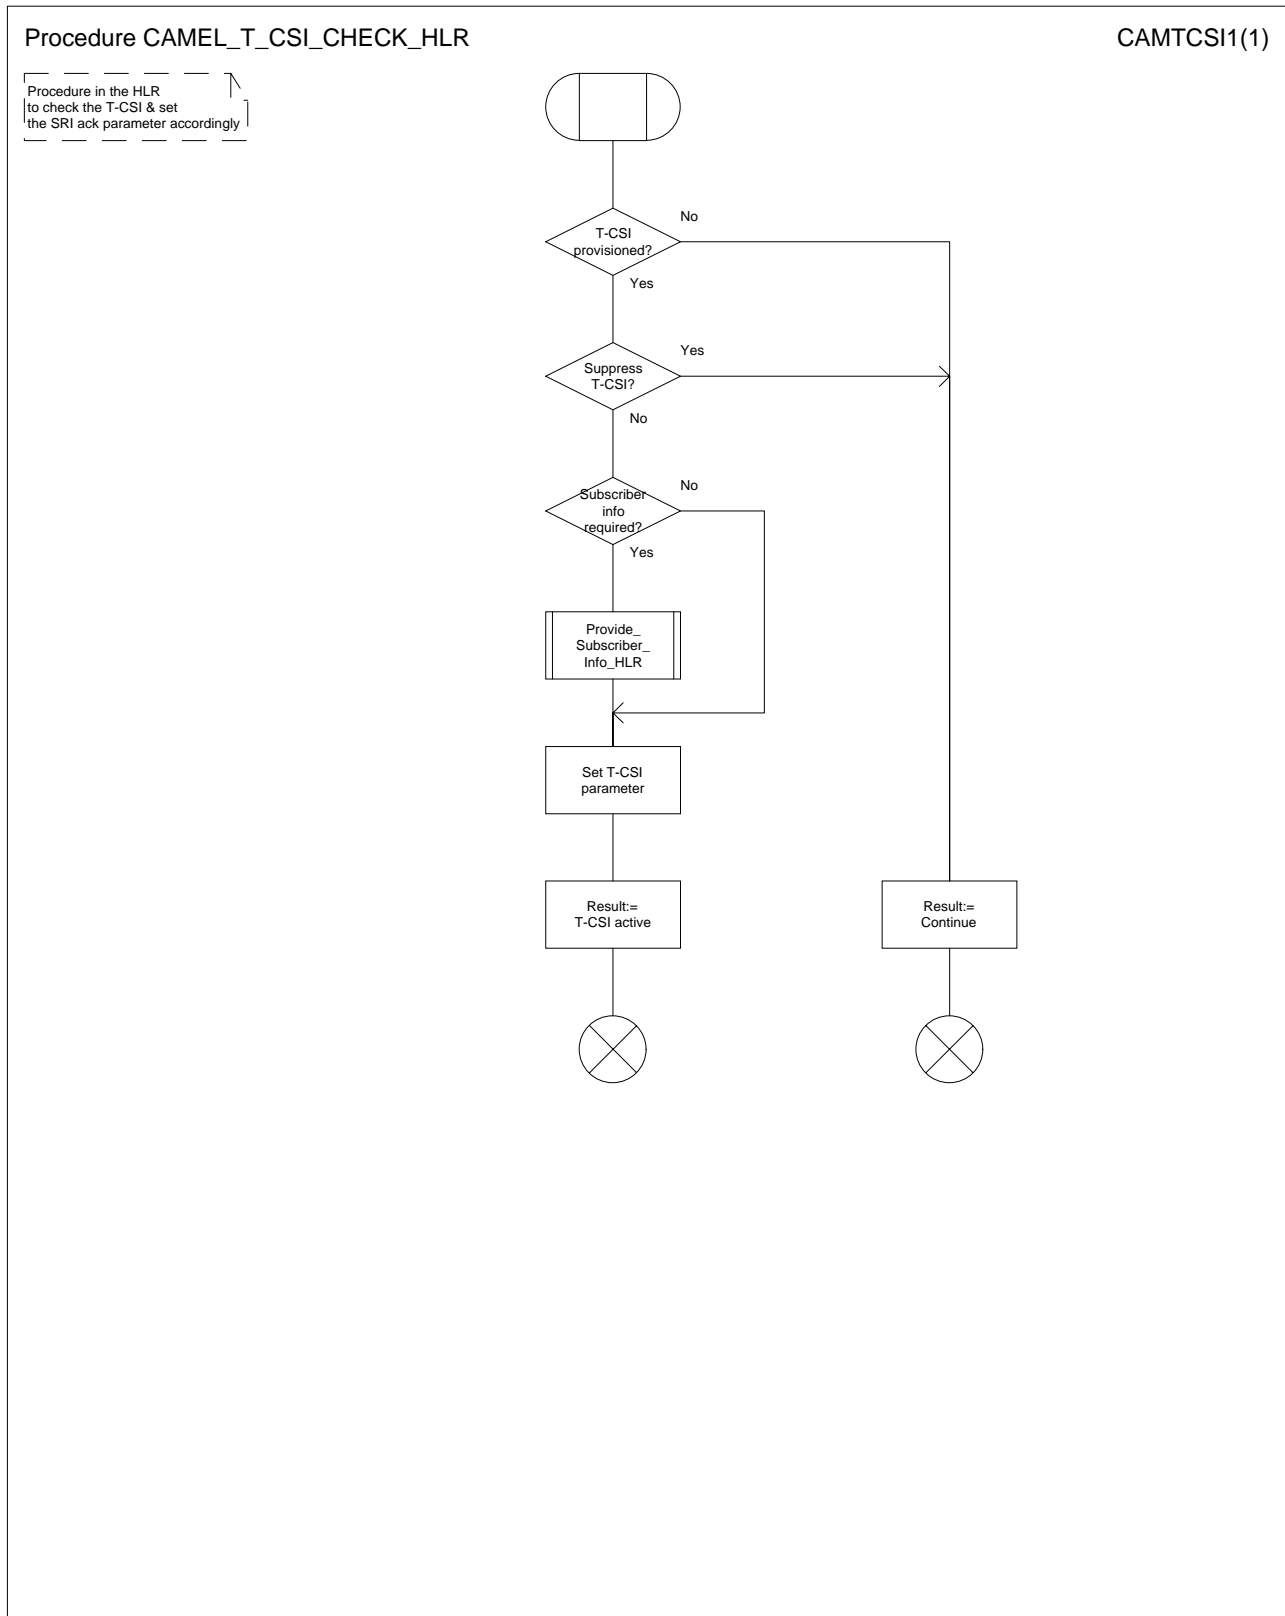 Procedure CAMEL_T_CSI_CHECK_HLR
CAMTCSI1(1)
Procedure in the HLR
to check the T-CSI & set
the SRI ack parameter accordingly
T-CSI
provisioned?
No
Yes
Suppress
T-CSI?
Yes
No
Subscriber
info
required?
No
Yes
Provide_
Subscriber_
Info_HLR
Set T-CSI
parameter
Result:=
T-CSI active
Result:=
Continue